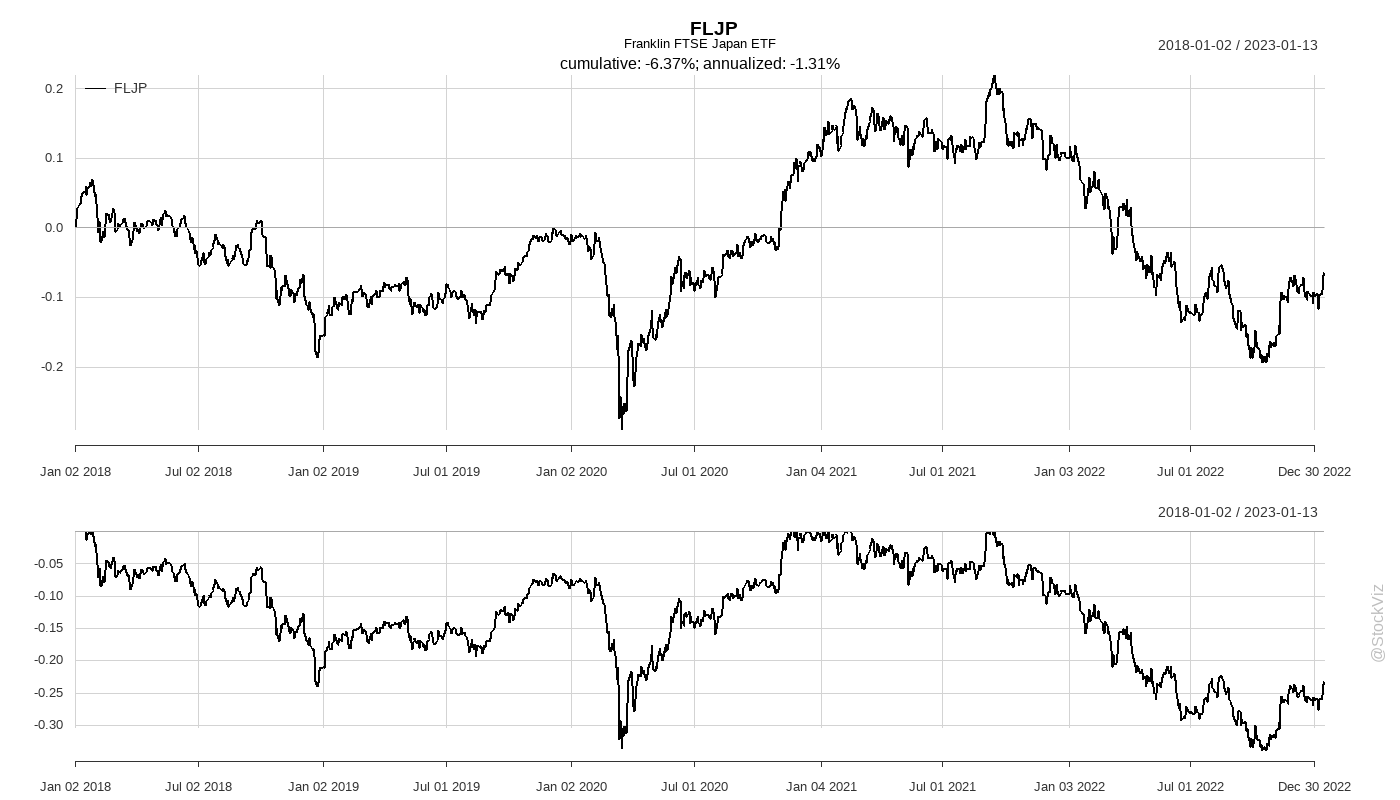 FLJP
Franklin FTSE Japan ETF
2018-01-02 / 2023-01-13
cumulative: -6.37%; annualized: -1.31%
FLJP
0.2
0.1
0.0
-0.1
-0.2
Jan 02 2018 Jul 02 2018 Jan 02 2019 Jul 01 2019 Jan 02 2020 Jul 01 2020 Jan 04 2021 Jul 01 2021 Jan 03 2022 Jul 01 2022 Dec 30 2022
2018-01-02 / 2023-01-13
-0.05
-0.10
-0.15
-0.20
-0.25
-0.30
Jan 02 2018 Jul 02 2018 Jan 02 2019 Jul 01 2019 Jan 02 2020 Jul 01 2020 Jan 04 2021 Jul 01 2021 Jan 03 2022 Jul 01 2022 Dec 30 2022
@StockViz